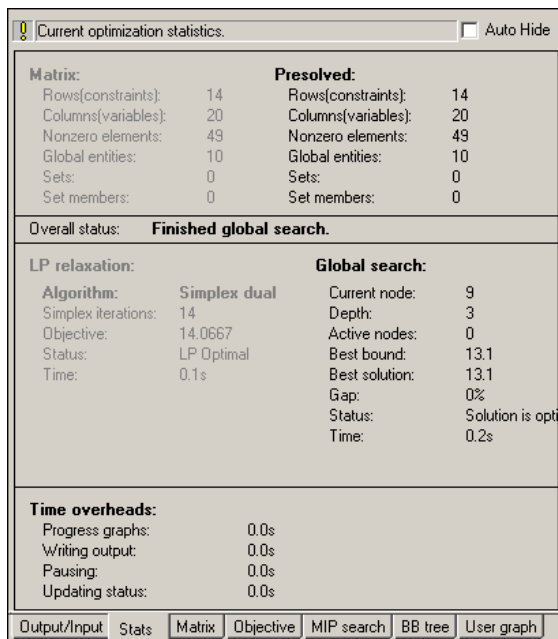 Current optimization statistics. Auto Hide
Matrix: Presolved:
Rows(constraints): 14 Rows(constraints): 14
Columns(variables): 20 Columns(variables): 20
Nonzero elements: 49 Nonzero elements: 49
Global entities: 10 Global entities: 10
Sets: 0 Sets: 0
Set members: 0 Set members: 0
Overall status: Finished global search.
LP relaxation: Global search:
Algorithm: Simplex dual Current node: 9
Simplex iterations: 14 Depth: 3
Objective: 14.0667 Active nodes: 0
Status: LP Optimal Best bound: 13.1
Time: 0.1s Best solution: 13.1
Gap: 0%
Status: Solution is opti
Time: 0.2s
Time overheads:
Progress graphs: 0.0s
Writing output: 0.0s
Pausing: 0.0s
Updating status: 0.0s
Output/Input Stats Matrix Objective MIP search BB tree User graph